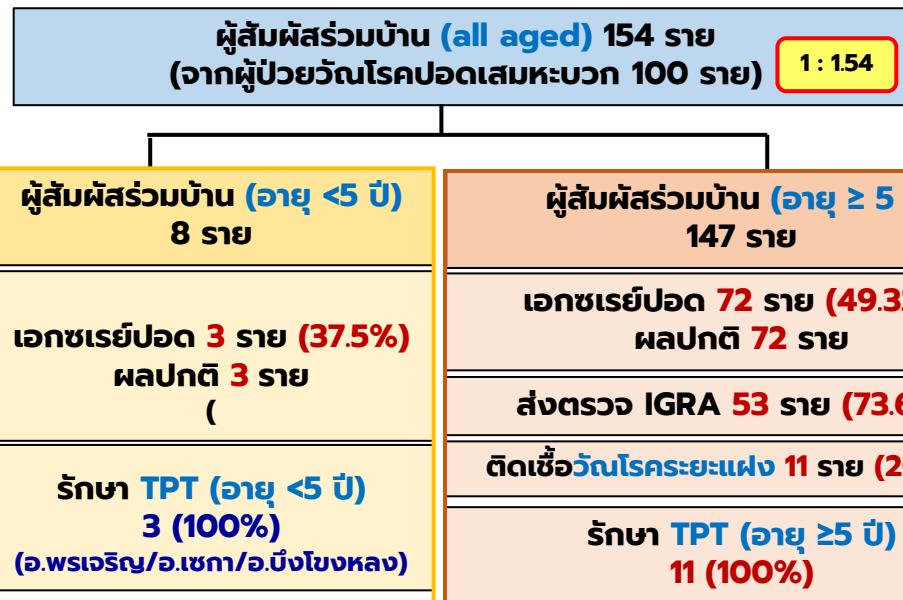 ผู้สัมผัสร่วมบ้าน (all aged) 154 ราย
(จากผู้ป่วยวัณโรคปอดเสมหะบวก 100 ราย)
1 : 1.54
ผู้สัมผัสร่วมบ้าน (อายุ <5 ปี)
8 ราย
เอกซเรย์ปอด 3 ราย (37.5%)
ผลปกติ 3 ราย
(
รักษา TPT (อายุ <5 ปี)
3 (100%)
(อ.พรเจริญ/อ.เซกา/อ.บึงโขงหลง)
ผู้สัมผัสร่วมบ้าน (อายุ ≥ 5
147 ราย
เอกซเรย์ปอด 72 ราย (49.3
ผลปกติ 72 ราย
ส่งตรวจ IGRA 53 ราย (73.6
ติดเชื้อวัณโรคระยะแฝง 11 ราย (2
รักษา TPT (อายุ ≥5 ปี)
11 (100%)